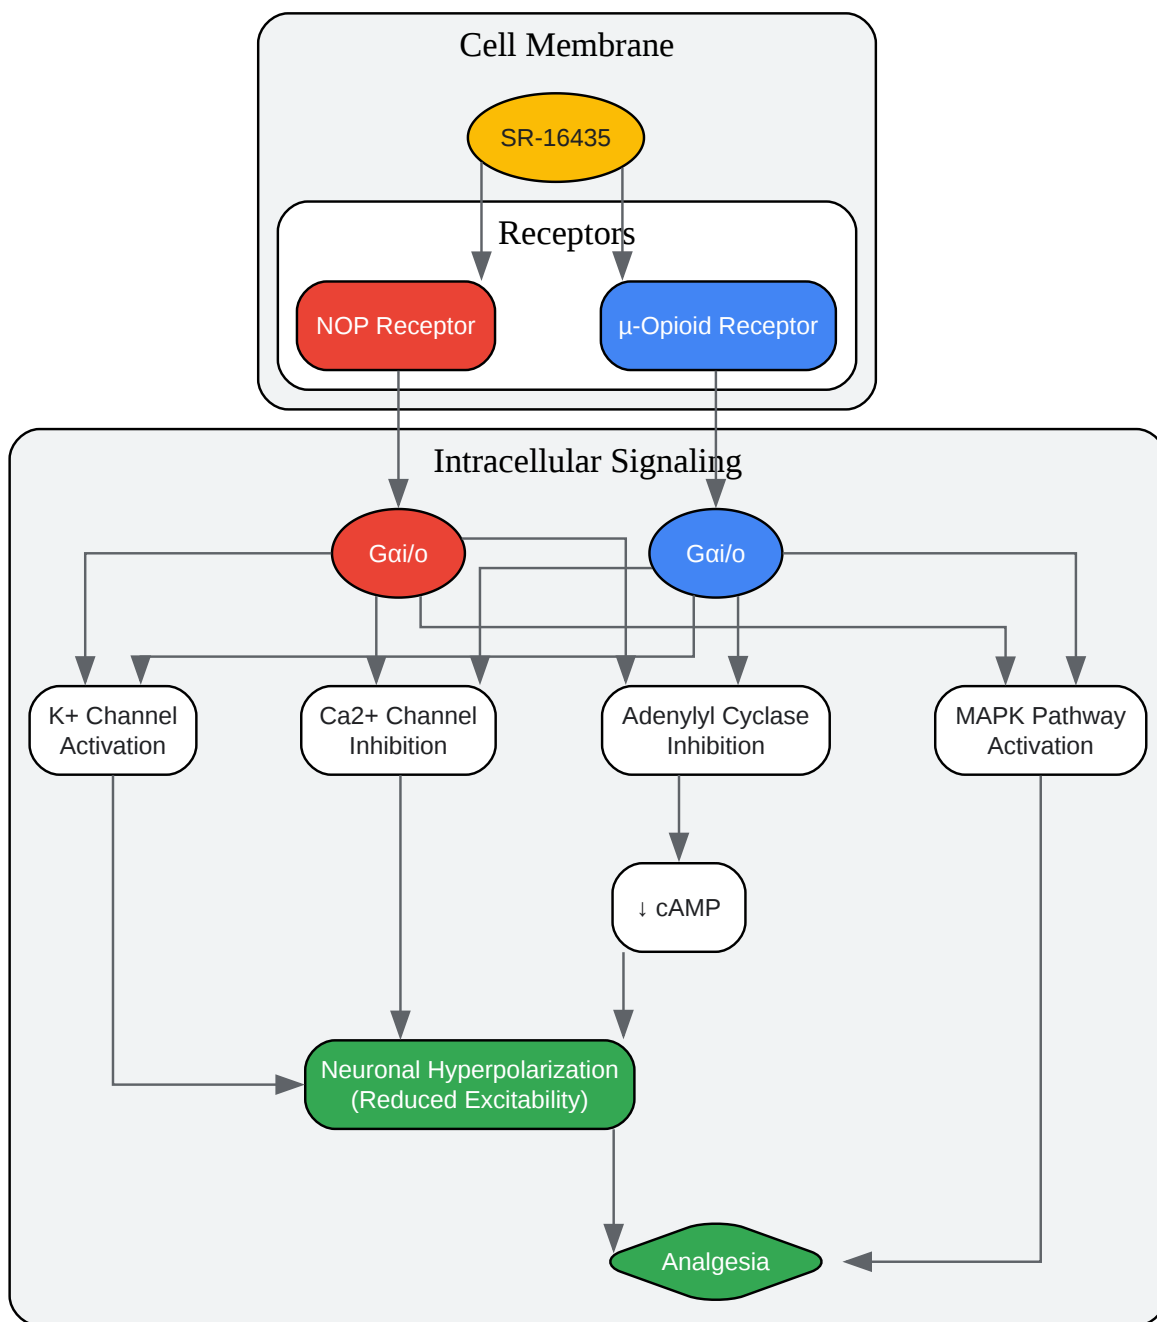 Cell Membrane
SR-16435
Receptors
NOP Receptor
µ-Opioid Receptor
Intracellular Signaling
Gαi/o
Gαi/o
K+ Channel
Activation
Ca2+ Channel
Inhibition
Adenylyl Cyclase
Inhibition
MAPK Pathway
Activation
↓ cAMP
Neuronal Hyperpolarization
(Reduced Excitability)
Analgesia